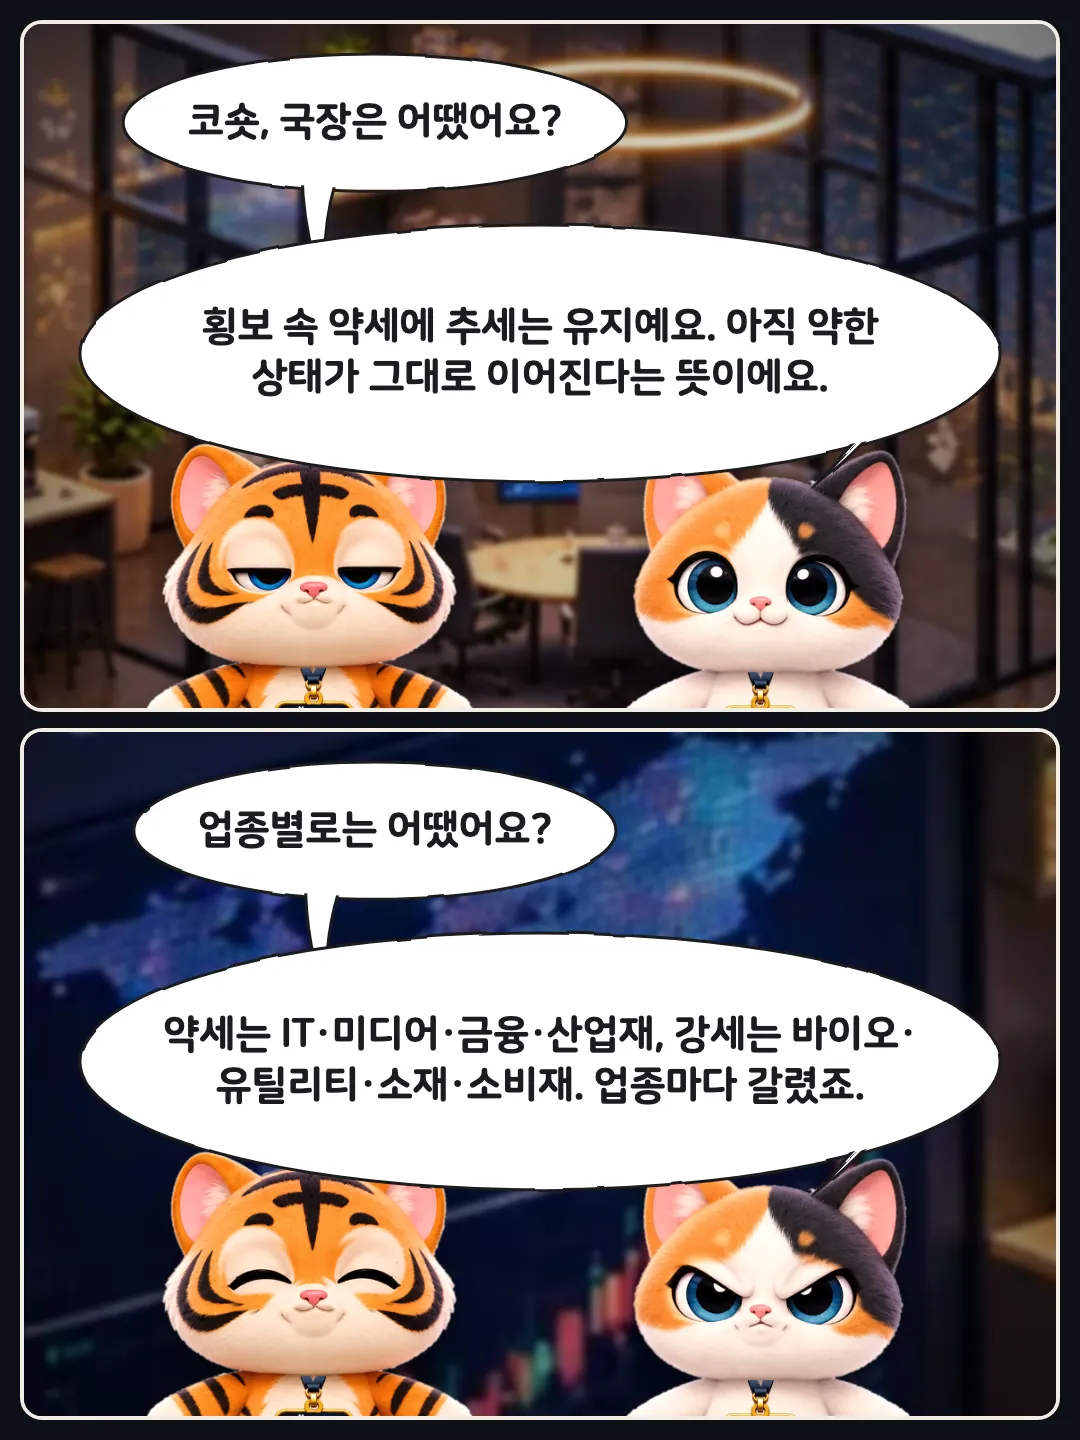 코숏, 국장은 어땠어요?
횡보 속 약세에 추세는 유지예요. 아직 약한
상태가 그대로 이어진다는 뜻이에요.
업종별로는 어땠어요?
약세는 IT·미디어·금융·산업재, 강세는 바이오·
유틸리티·소재·소비재. 업종마다 갈렸죠.